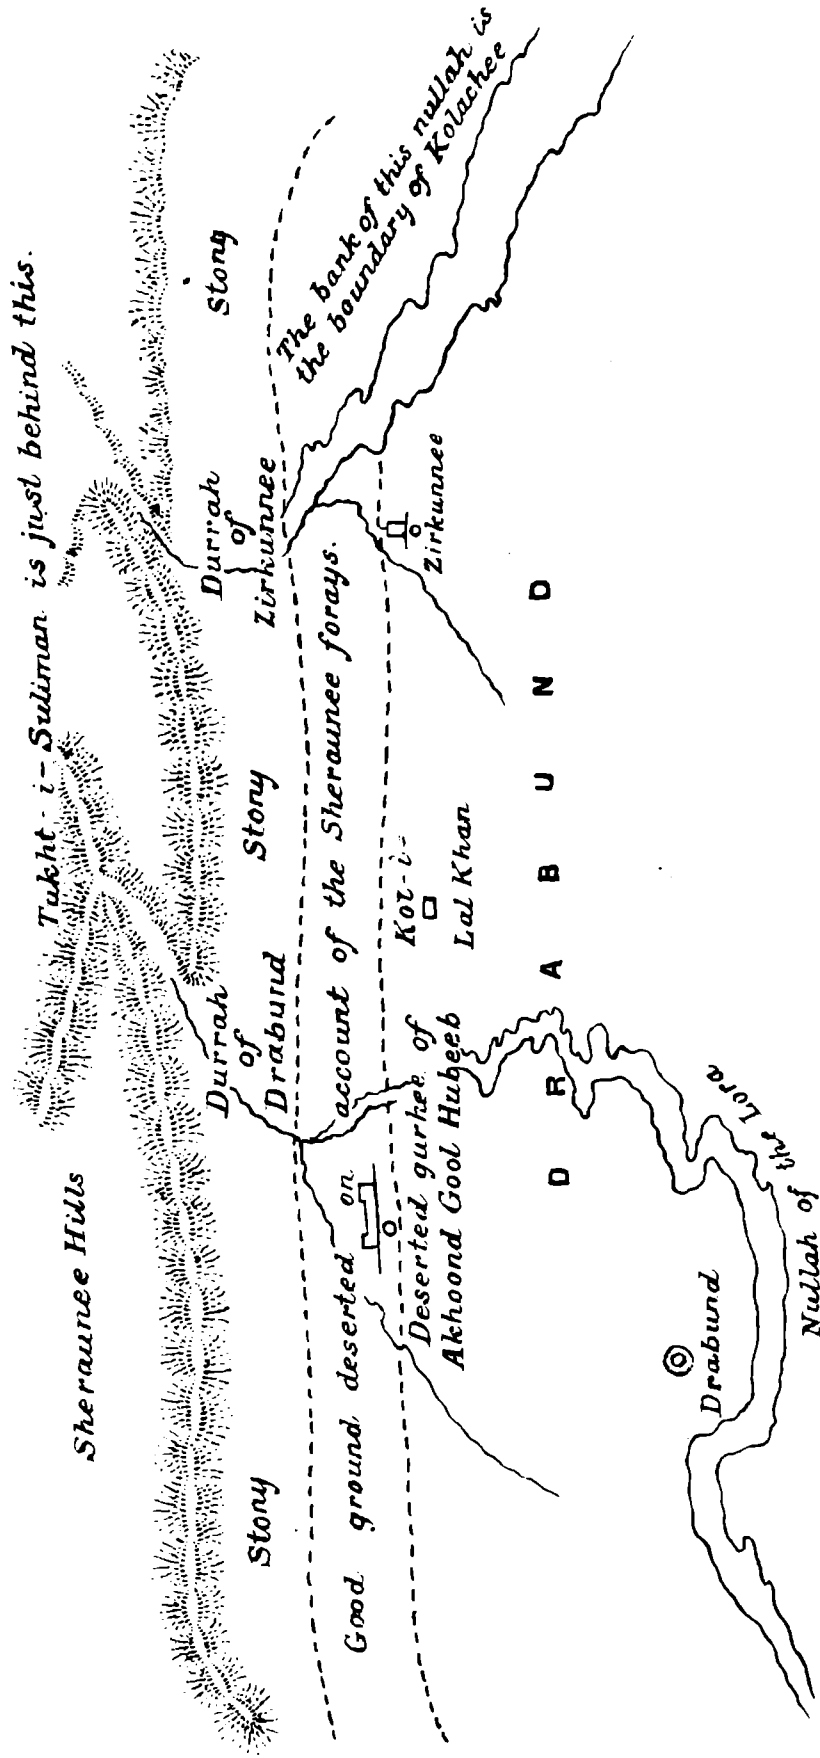 Tukht-i-Suliman is just behind this.
Sheraunee Hills
Stony
Durrah
of
Drabund
Stony
Durrah
of
Zirkunnee
Stony
The bank of this nullah is
the boundary of Kolachee
Good ground deserted on account of the Sheraunee forays.
Deserted gurhee of
Akhoond Gool Hubeeb
Kot-i-
Lal Khan
Zirkunnee
DRABUND
Drabund
Nullah of the Lora